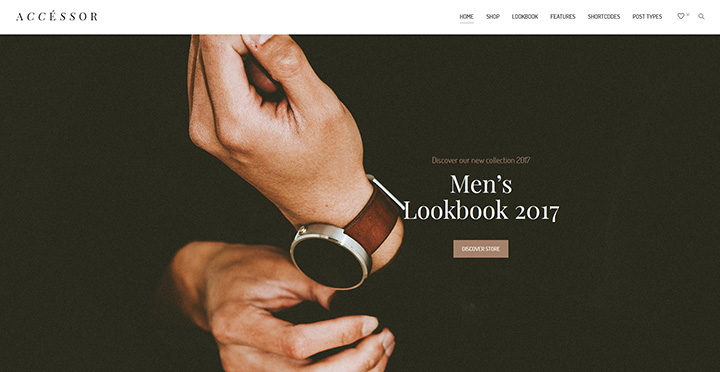 ACCÉSSOR
HOME SHOP LOOKBOOK FEATURES SHORTCODES POST TYPES
Discover our new collection 2017
Men's
Lookbook 2017
DISCOVER STORE